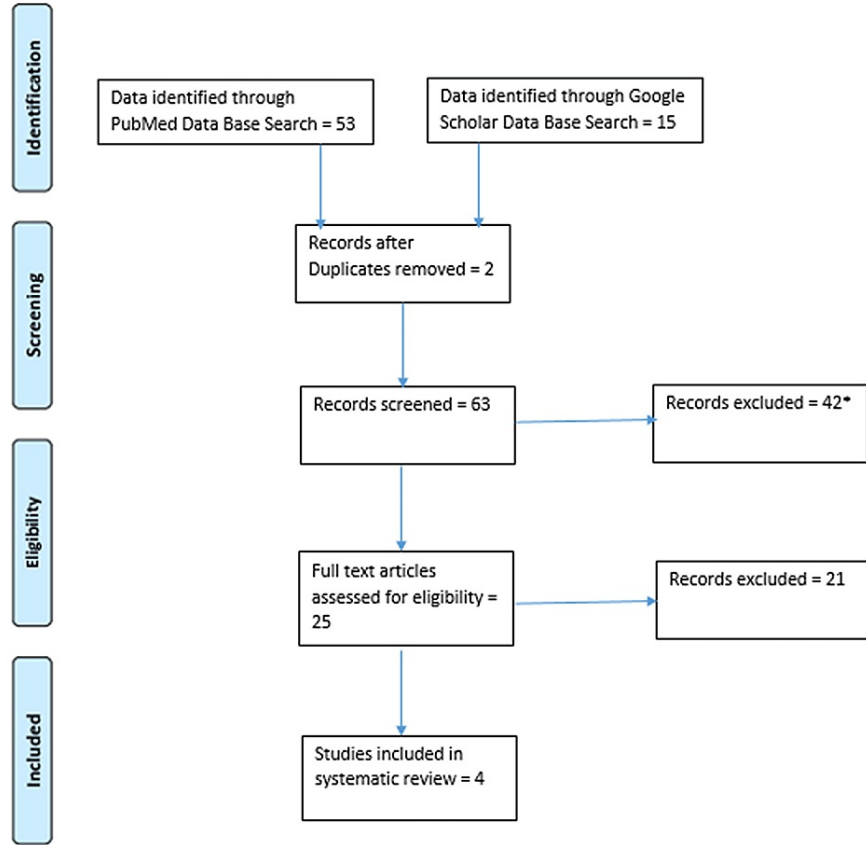 Identification
Data identified through
PubMed Data Base Search = 53
Data identified through Google
Scholar Data Base Search = 15
Screening
Records after
Duplicates removed = 2
Records screened = 63
Records excluded = 42*
Eligibility
Full text articles
assessed for eligibility =
25
Records excluded = 21
Included
Studies included in
systematic review = 4